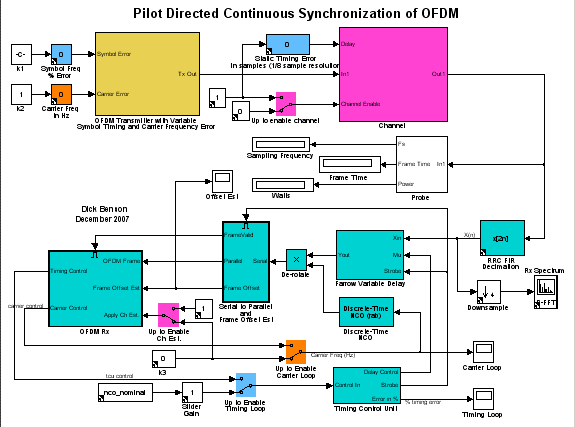 Pilot Directed Continuous Synchronization of OFDM
-C-
k1
0
Symbol Freq
% Error
Symbol Error
Carrier Error
Tx Out
OFDM Transmitter with Variable
Symbol Timing and Carrier Frequency Error
1
k2
0
Carrier Freq
in Hz
0
Static Timing Error
in samples (1/8 sample resolution
1
0
Up to enable channel
Delay
In1
Channel Enable
Out1
Channel
Sampling Frequency
Frame Time
Watts
Fs
Frame Time
Power
In1
Probe
Offset Est
Dick Benson
December 2007
OFDM Frame
Timing Control
Frame Offset Est
Carrier Control
Apply Ch Est.
OFDM Rx
carrier control
FrameValid
Parallel
Serial
Frame Offset
Serial to Parallel
and
Frame Offset Est
X
De-rotate
Xin
Yout
Mu
Strobe
Farrow Variable Delay
X(n)
x[2n]
RRC FIR
Decimation
Downsample
Rx Spectrum
B-FFT
1
Up to Enable
Ch Est.
Discrete-Time
NCO (rab)
Discrete-Time
NCO
0
k3
Up to Enable
Carrier Loop
Carrier Freq (Hz)
Carrier Loop
tcu control
nco_nominal
1
Slider
Gain
Up to Enable
Timing Loop
Control In
Delay Control
Strobe
Error in %
Timing Control Unit
% timing error
Timing Loop